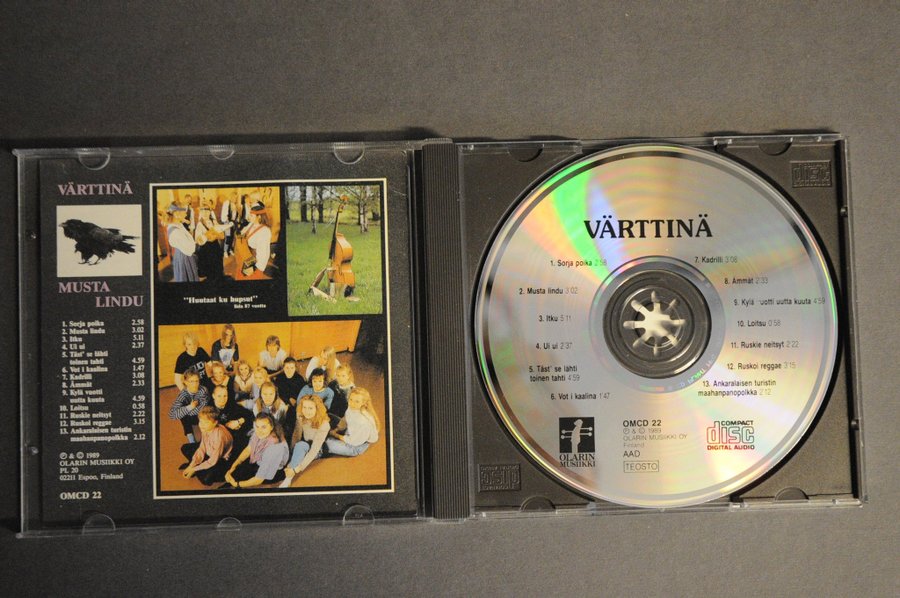 VÄRTTINÄ
MUSTA
LINDU
1. Sorja poika 2.58
2. Musta lindu 3.02
3. Itku 5.11
4. Ui ui 2.37
5. Täst' se lähti
toinen tahti 4.59
6. Vot i kaalina 1.47
7. Kadrilli 3.08
8. Ämmät 2.33
9. Kylä vuotti
uutta kuuta 4.59
10. Loitsu 0.58
11. Ruskie neitsyt 2.22
12. Ruskoi reggae 3.15
13. Ankaralaisen turistin
maahanpanopolkka 2.12
℗ & © 1989
OLARIN MUSIIKKI OY
PL 20
02211 Espoo, Finland
OMCD 22
"Huutaat ku hupsut"
VÄRTTINÄ
1. Sorja poika 2:58
2. Musta lindu 3:02
3. Itku 5:11
4. Ui ui 2:37
5. Täst' se lähti
toinen tahti 4:59
6. Vot i kaalina 1:47
7. Kadrilli 3:08
8. Ämmät 2:33
9. Kylä vuotti uutta kuuta 4:59
10. Loitsu 0:58
11. Ruskie neitsyt 2:22
12. Ruskoi reggae 3:15
13. Ankaralaisen turistin
maahanpanopolkka 2:12
OLARIN
MUSIIKKI
OMCD 22
℗ & © 1989
OLARIN MUSIIKKI OY
Finland
AAD
TEOSTO
COMPACT
disc
DIGITAL AUDIO